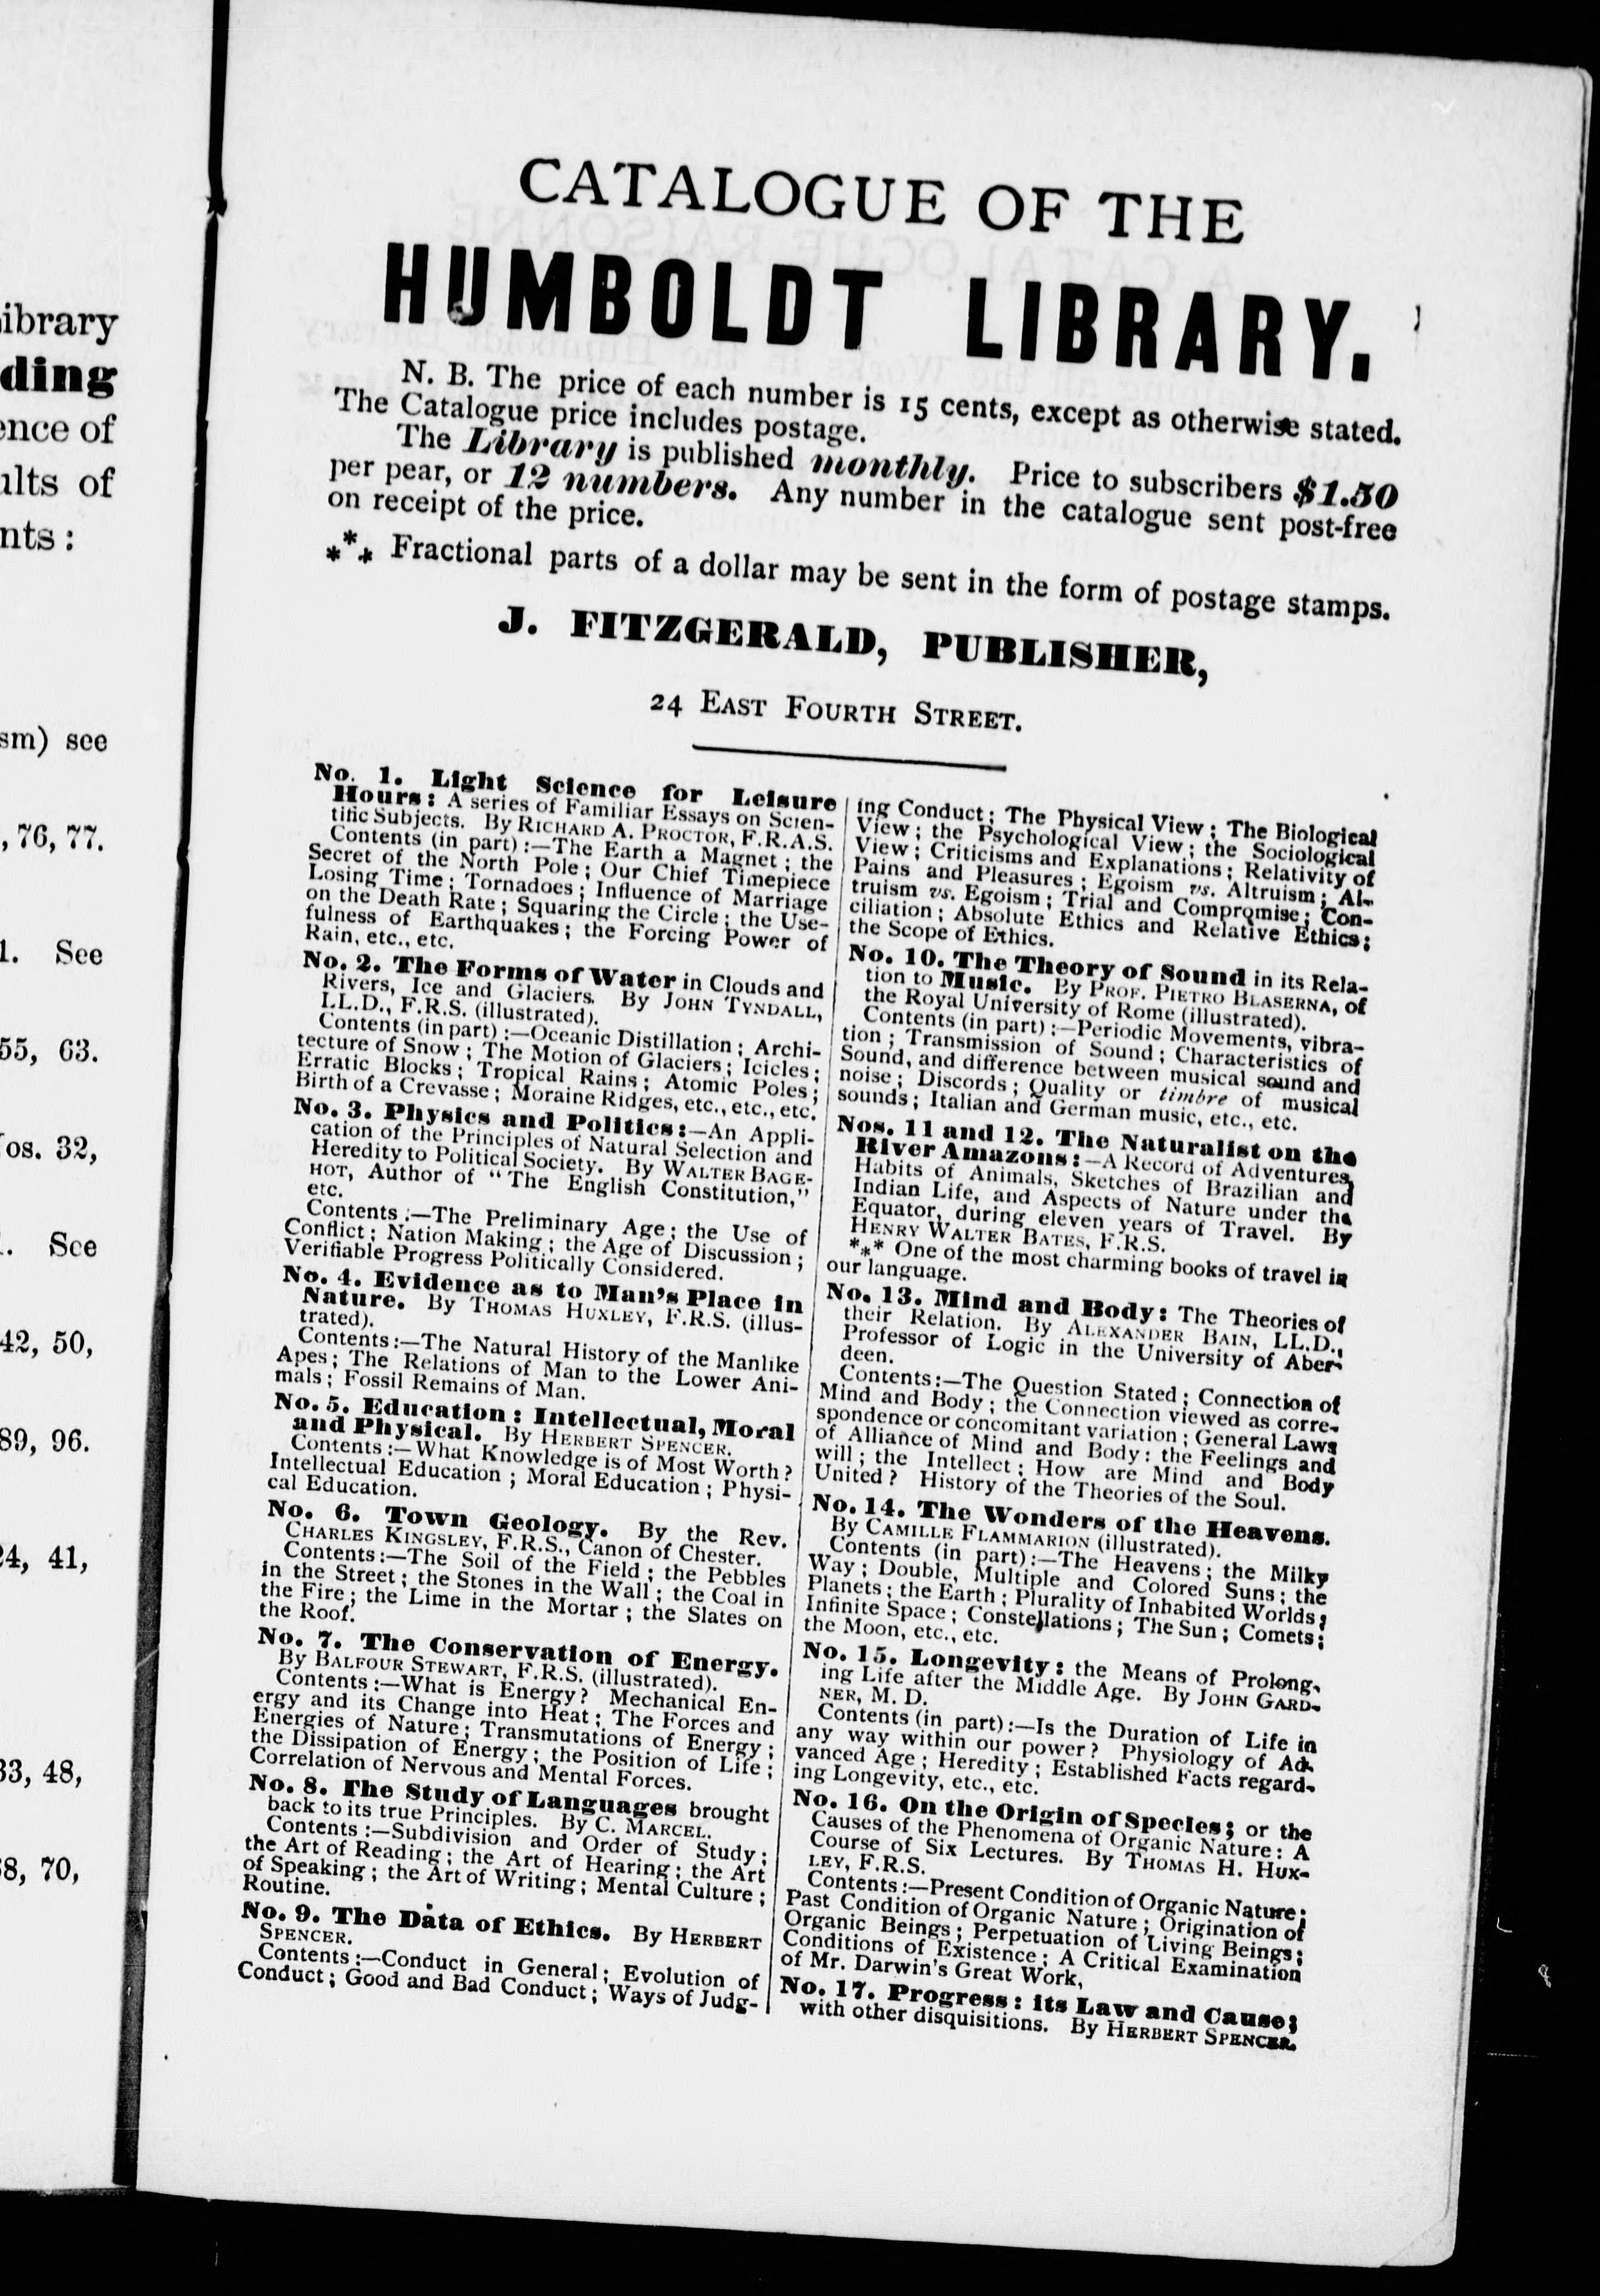 ibrary
ding
ence of
ults of
nts :
sm) see
, 76, 77.
1. See
55, 63.
os. 32,
. See
42, 50,
89, 96.
24, 41,
33, 48,
8, 70,
CATALOGUE OF THE
HUMBOLDT LIBRARY.
N. B. The price of each number is 15 cents, except as otherwise stated.
The Catalogue price includes postage.
The Library is published monthly. Price to subscribers $1.50
per pear, or 12 numbers. Any number in the catalogue sent post-free
on receipt of the price.
*** Fractional parts of a dollar may be sent in the form of postage stamps.
J. FITZGERALD, PUBLISHER,
24 EAST FOURTH STREET.
No. 1. Light Science for Leisure
Hours: A series of Familiar Essays on Scien-
tific Subjects. By RICHARD A. PROCTOR, F.R.A.S.
Contents (in part) :—The Earth a Magnet ; the
Secret of the North Pole ; Our Chief Timepiece
Losing Time ; Tornadoes ; Influence of Marriage
on the Death Rate ; Squaring the Circle ; the Use-
fulness of Earthquakes ; the Forcing Power of
Rain, etc., etc.
No. 2. The Forms of Water in Clouds and
Rivers, Ice and Glaciers. By JOHN TYNDALL,
LL.D., F.R.S. (illustrated).
Contents (in part) :—Oceanic Distillation ; Archi-
tecture of Snow ; The Motion of Glaciers ; Icicles ;
Erratic Blocks ; Tropical Rains ; Atomic Poles ;
Birth of a Crevasse ; Moraine Ridges, etc., etc., etc.
No. 3. Physics and Politics :—An Appli-
cation of the Principles of Natural Selection and
Heredity to Political Society. By WALTER BAGE-
HOT, Author of "The English Constitution,"
etc.
Contents :—The Preliminary Age ; the Use of
Conflict ; Nation Making ; the Age of Discussion ;
Verifiable Progress Politically Considered.
No. 4. Evidence as to Man's Place in
Nature. By THOMAS HUXLEY, F.R.S. (illus-
trated).
Contents :—The Natural History of the Manlike
Apes ; The Relations of Man to the Lower Ani-
mals ; Fossil Remains of Man.
No. 5. Education : Intellectual, Moral
and Physical. By HERBERT SPENCER.
Contents :—What Knowledge is of Most Worth ?
Intellectual Education ; Moral Education ; Physi-
cal Education.
No. 6. Town Geology. By the Rev.
CHARLES KINGSLEY, F.R.S., Canon of Chester.
Contents :—The Soil of the Field ; the Pebbles
in the Street ; the Stones in the Wall ; the Coal in
the Fire ; the Lime in the Mortar ; the Slates on
the Roof.
No. 7. The Conservation of Energy.
By BALFOUR STEWART, F.R.S. (illustrated).
Contents :—What is Energy ? Mechanical En-
ergy and its Change into Heat ; The Forces and
Energies of Nature ; Transmutations of Energy ;
the Dissipation of Energy ; the Position of Life ;
Correlation of Nervous and Mental Forces.
No. 8. The Study of Languages brought
back to its true Principles. By C. MARCEL.
Contents :—Subdivision and Order of Study ;
the Art of Reading ; the Art of Hearing ; the Art
of Speaking ; the Art of Writing ; Mental Culture ;
Routine.
No. 9. The Data of Ethics. By HERBERT
SPENCER.
Contents :—Conduct in General ; Evolution of
Conduct ; Good and Bad Conduct ; Ways of Judg-
ing Conduct ; The Physical View ; The Biological
View ; the Psychological View ; the Sociological
View ; Criticisms and Explanations ; Relativity of
Pains and Pleasures ; Egoism vs. Altruism ; Al-
truism vs. Egoism ; Trial and Compromise ; Con-
ciliation ; Absolute Ethics and Relative Ethics ;
the Scope of Ethics.
No. 10. The Theory of Sound in its Rela-
tion to Music. By PROF. PIETRO BLASERNA, of
the Royal University of Rome (illustrated).
Contents (in part) :—Periodic Movements, vibra-
tion ; Transmission of Sound ; Characteristics of
Sound, and difference between musical sound and
noise ; Discords ; Quality or timbre of musical
sounds ; Italian and German music, etc., etc.
Nos. 11 and 12. The Naturalist on the
River Amazons :—A Record of Adventures,
Habits of Animals, Sketches of Brazilian and
Indian Life, and Aspects of Nature under the
Equator, during eleven years of Travel. By
HENRY WALTER BATES, F.R.S.
*** One of the most charming books of travel in
our language.
No. 13. Mind and Body : The Theories of
their Relation. By ALEXANDER BAIN, LL.D.,
Professor of Logic in the University of Aber-
deen.
Contents :—The Question Stated ; Connection of
Mind and Body ; the Connection viewed as corre-
spondence or concomitant variation ; General Laws
of Alliance of Mind and Body : the Feelings and
will ; the Intellect ; How are Mind and Body
United ? History of the Theories of the Soul.
No. 14. The Wonders of the Heavens.
By CAMILLE FLAMMARION (illustrated).
Contents (in part) :—The Heavens ; the Milky
Way ; Double, Multiple and Colored Suns ; the
Planets ; the Earth ; Plurality of Inhabited Worlds ;
Infinite Space ; Constellations ; The Sun ; Comets ;
the Moon, etc., etc.
No. 15. Longevity : the Means of Prolong-
ing Life after the Middle Age. By JOHN GARD-
NER, M. D.
Contents (in part) :—Is the Duration of Life in
any way within our power ? Physiology of Ad-
vanced Age ; Heredity ; Established Facts regard-
ing Longevity, etc., etc.
No. 16. On the Origin of Species ; or the
Causes of the Phenomena of Organic Nature : A
Course of Six Lectures. By THOMAS H. HUX-
LEY, F.R.S.
Contents :—Present Condition of Organic Nature ;
Past Condition of Organic Nature ; Origination of
Organic Beings ; Perpetuation of Living Beings ;
Conditions of Existence ; A Critical Examination
of Mr. Darwin's Great Work,
No. 17. Progress : its Law and Cause ;
with other disquisitions. By HERBERT SPENCER.